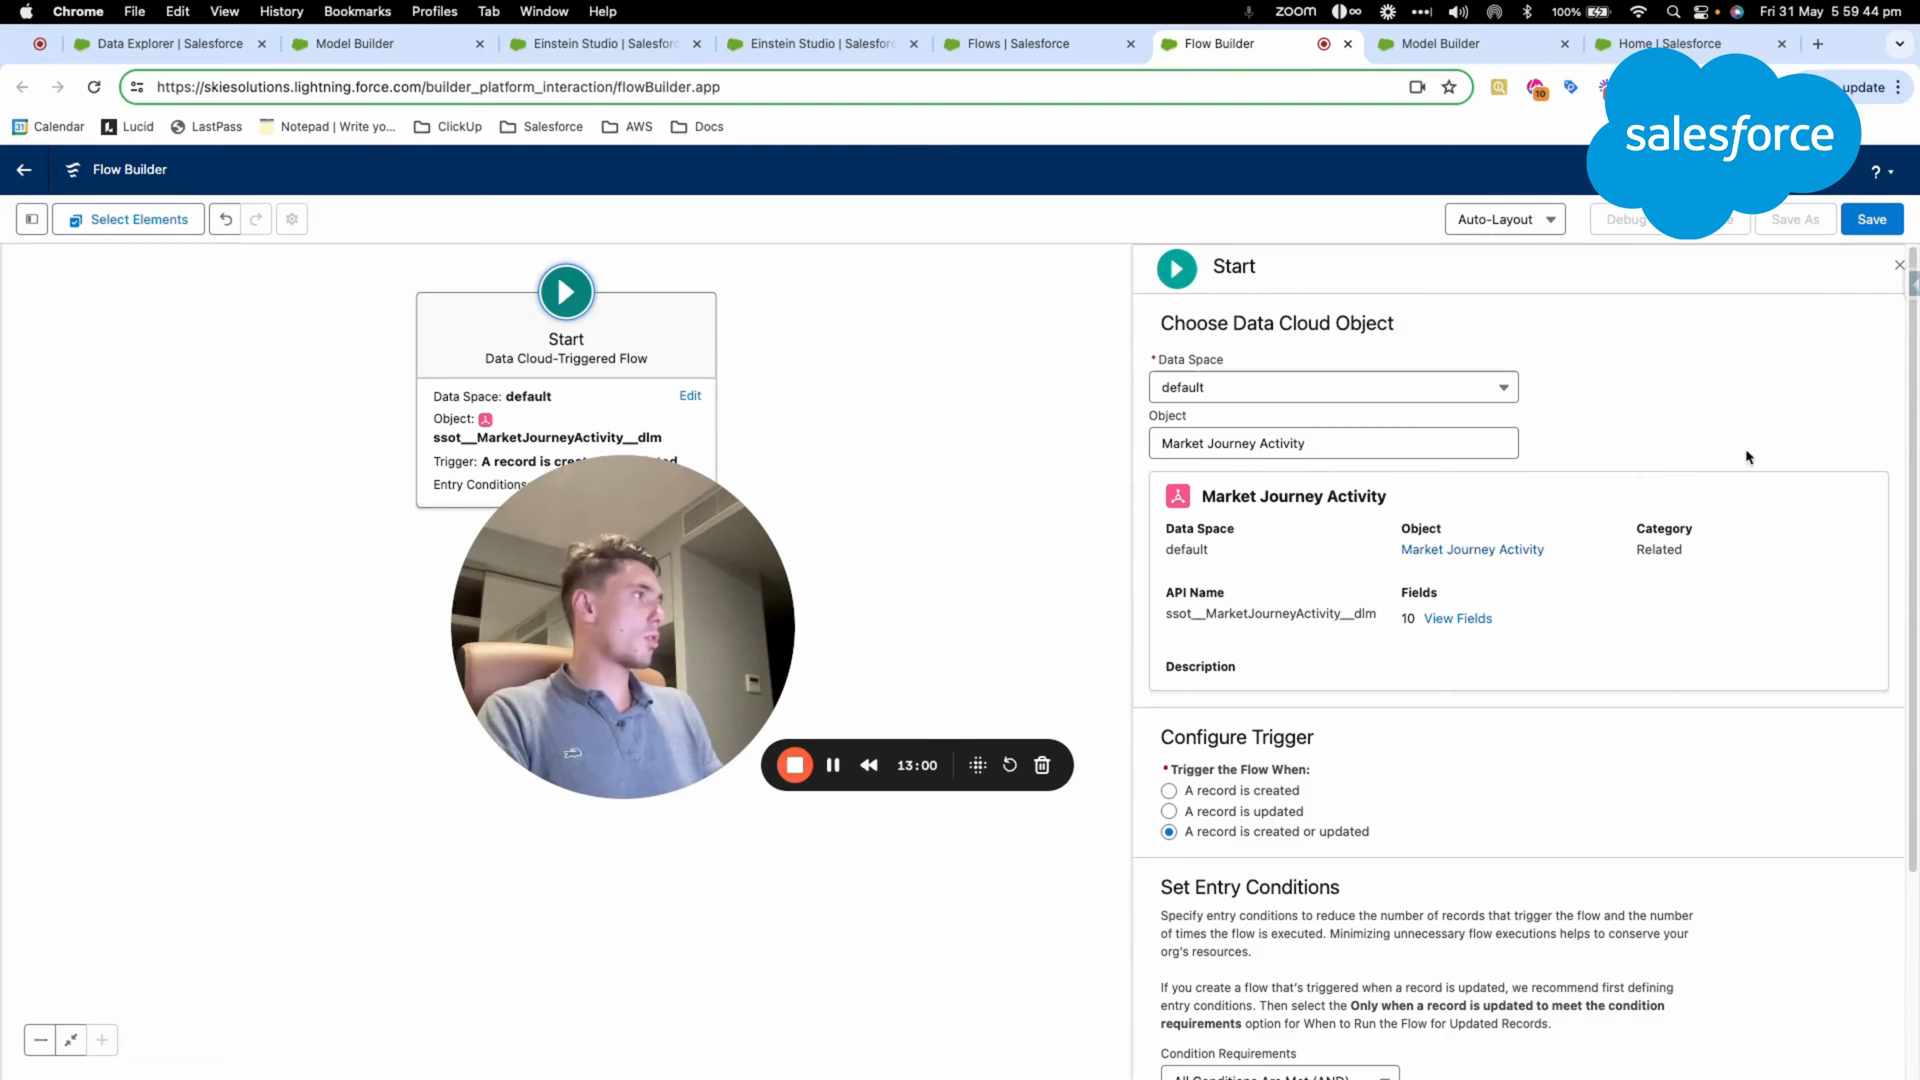 Chrome File Edit View History Bookmarks Profiles Tab Window Help zoom 100% Fri 31 May 5 59 44 pm
Data Explorer | Salesforce Model Builder Einstein Studio | Salesforc Einstein Studio | Salesforc Flows | Salesforce Flow Builder Model Builder Home | Salesforce
https://skiesolutions.lightning.force.com/builder_platform_interaction/flowBuilder.app 10 update
salesforce
Calendar Lucid LastPass Notepad | Write yo... ClickUp Salesforce AWS Docs
Flow Builder ?
Select Elements Auto-Layout Debug Save As Save
Start
Data Cloud-Triggered Flow
Data Space: default Edit
Object:
ssot__MarketJourneyActivity__dlm
Trigger: A record is
Entry Conditions
13:00
Start
Choose Data Cloud Object
* Data Space
default
Object
Market Journey Activity
Market Journey Activity
Data Space Object Category
default Market Journey Activity Related
API Name Fields
ssot__MarketJourneyActivity__dlm 10 View Fields
Description
Configure Trigger
* Trigger the Flow When:
A record is created
A record is updated
A record is created or updated
Set Entry Conditions
Specify entry conditions to reduce the number of records that trigger the flow and the number
of times the flow is executed. Minimizing unnecessary flow executions helps to conserve your
org's resources.
If you create a flow that's triggered when a record is updated, we recommend first defining
entry conditions. Then select the Only when a record is updated to meet the condition
requirements option for When to Run the Flow for Updated Records.
Condition Requirements
All Conditions Are Met (AND)